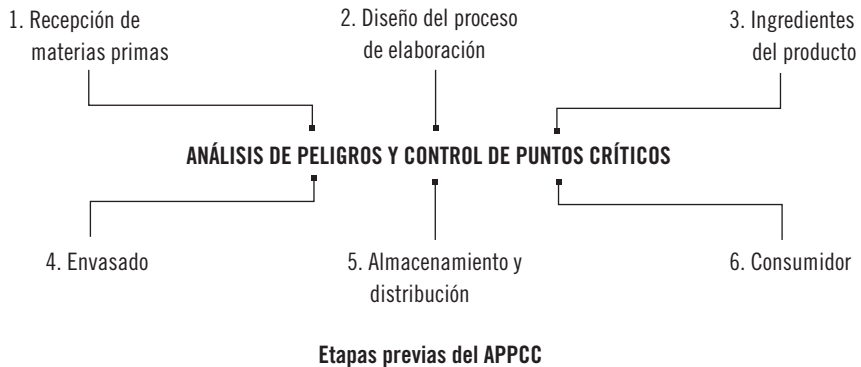 1. Recepción de
materias primas
2. Diseño del proceso
de elaboración
3. Ingredientes
del producto
ANÁLISIS DE PELIGROS Y CONTROL DE PUNTOS CRÍTICOS
4. Envasado
5. Almacenamiento y
distribución
6. Consumidor
Etapas previas del APPCC